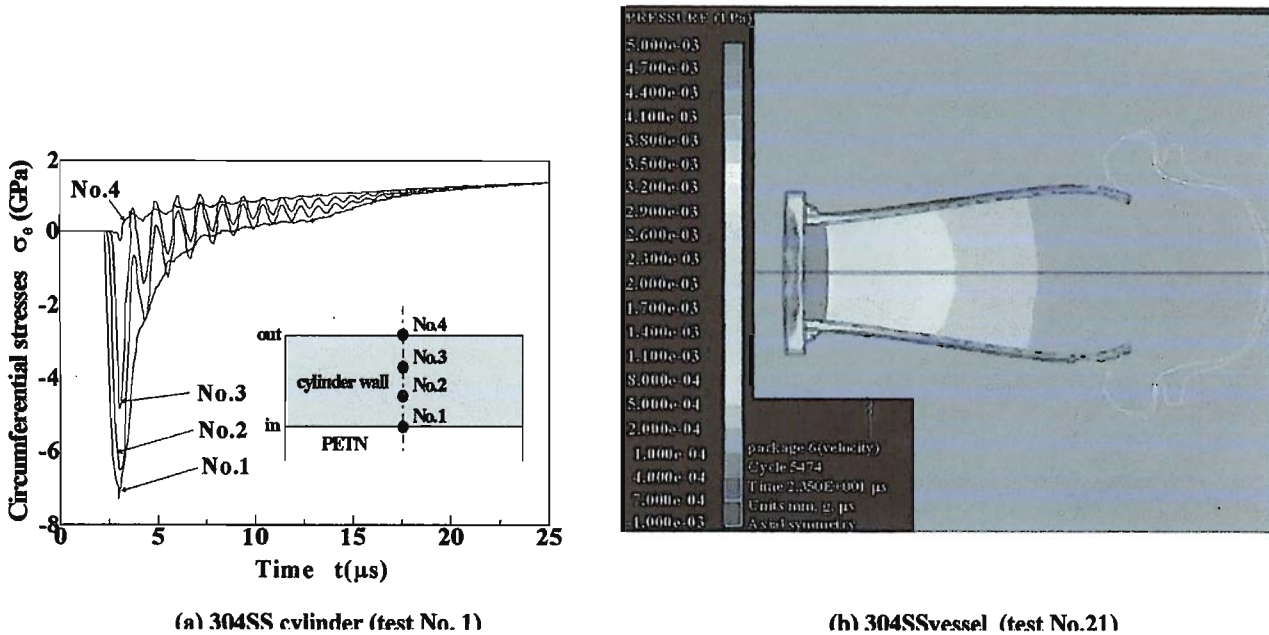 2
0
-2
-4
-6
-8
Circumferential stresses σθ (GPa)
No.4
No.3
No.2
No.1
out
in
cylinder wall
PETN
No.4
No.3
No.2
No.1
0 5 10 15 20 25
Time t(μs)
(a) 304SS cylinder (test No. 1)
PRESSURE
5.000e-03
4.700e-03
4.400e-03
4.100e-03
3.800e-03
3.500e-03
3.200e-03
2.900e-03
2.600e-03
2.300e-03
2.000e-03
1.700e-03
1.400e-03
1.100e-03
8.000e-04
5.000e-04
2.000e-04
1.000e-04
4.000e-04
7.000e-04
-1.000e-03
package 6(velocity)
Cycle 5474
Time 2.350E+001 μs
Units mm, g, μs
Axial symmetry
(b) 304SSvessel (test No.21)